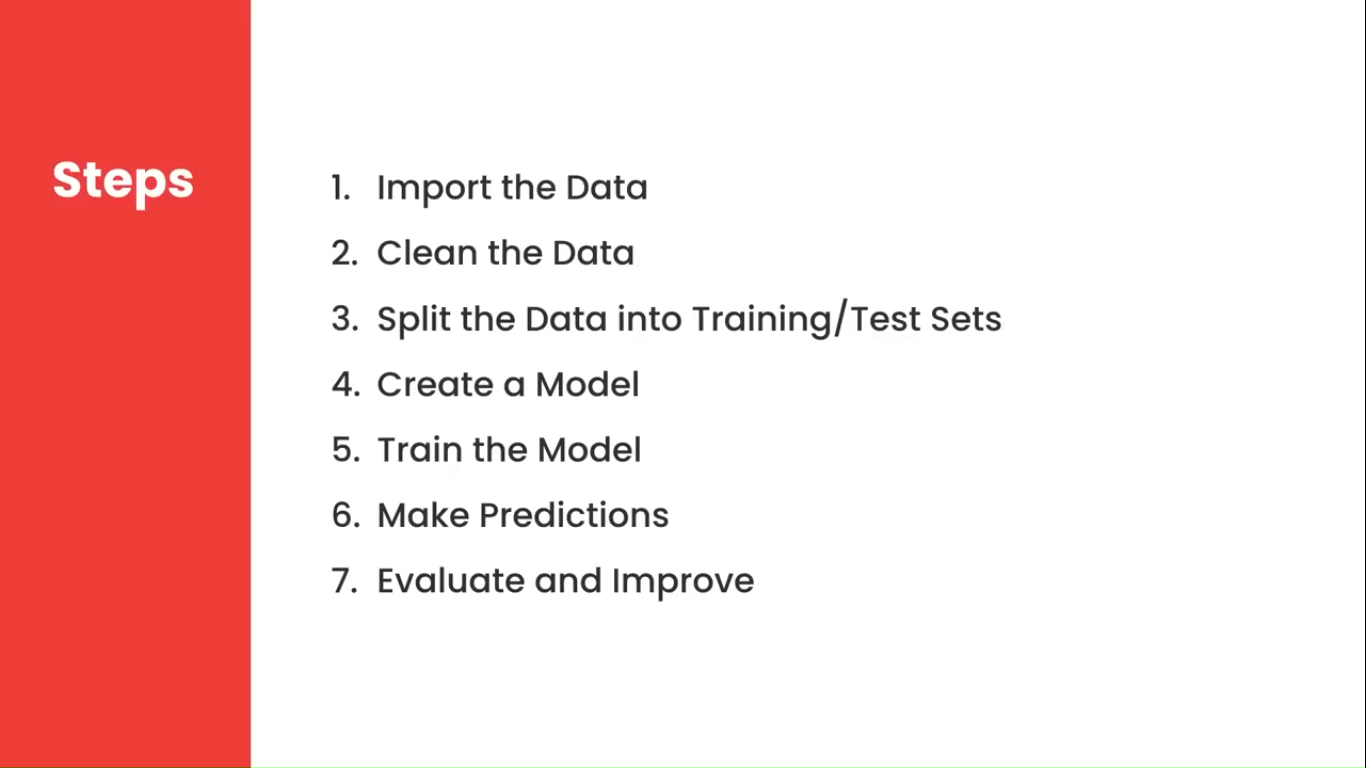 Steps
1. Import the Data
2. Clean the Data
3. Split the Data into Training/Test Sets
4. Create a Model
5. Train the Model
6. Make Predictions
7. Evaluate and Improve